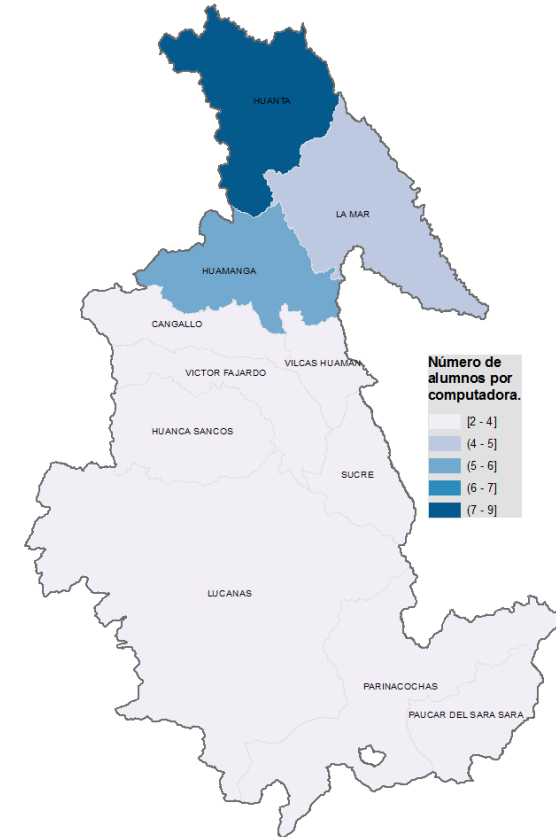 HUANTA
LA MAR
HUAMANGA
CANGALLO
VILCAS HUAMAN
VICTOR FAJARDO
HUANCA SANCOS
SUCRE
LUCANAS
PARINACOCHAS
PAUCAR DEL SARA SARA
Número de
alumnos por
computadora.
[2 - 4]
(4 - 5]
(5 - 6]
(6 - 7]
(7 - 9]